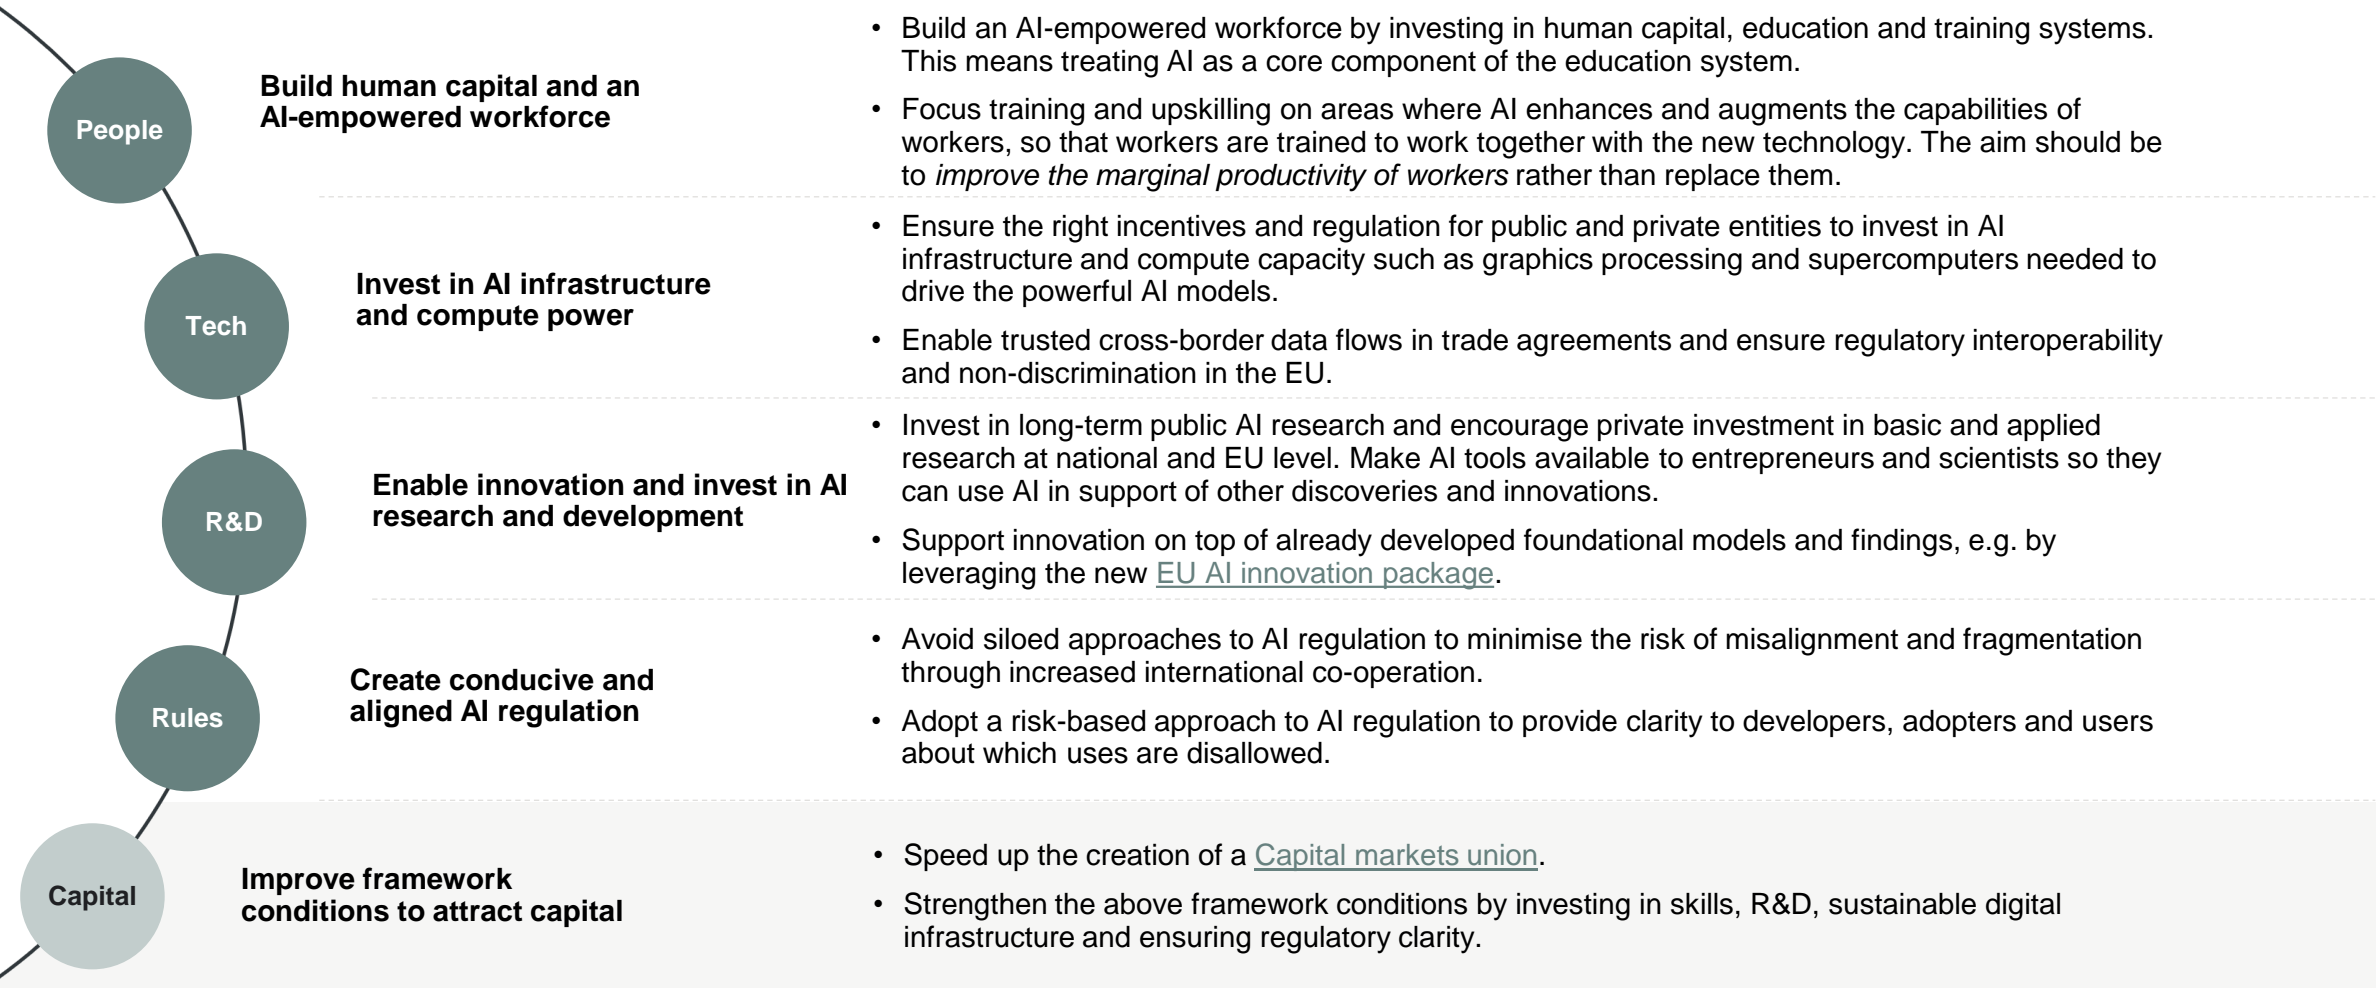 People
Build human capital and an
AI-empowered workforce
• Build an AI-empowered workforce by investing in human capital, education and training systems.
This means treating AI as a core component of the education system.
• Focus training and upskilling on areas where AI enhances and augments the capabilities of
workers, so that workers are trained to work together with the new technology. The aim should be
to improve the marginal productivity of workers rather than replace them.
Tech
Invest in AI infrastructure
and compute power
• Ensure the right incentives and regulation for public and private entities to invest in AI
infrastructure and compute capacity such as graphics processing and supercomputers needed to
drive the powerful AI models.
• Enable trusted cross-border data flows in trade agreements and ensure regulatory interoperability
and non-discrimination in the EU.
R&D
Enable innovation and invest in AI
research and development
• Invest in long-term public AI research and encourage private investment in basic and applied
research at national and EU level. Make AI tools available to entrepreneurs and scientists so they
can use AI in support of other discoveries and innovations.
• Support innovation on top of already developed foundational models and findings, e.g. by
leveraging the new EU AI innovation package.
Rules
Create conducive and
aligned AI regulation
• Avoid siloed approaches to AI regulation to minimise the risk of misalignment and fragmentation
through increased international co-operation.
• Adopt a risk-based approach to AI regulation to provide clarity to developers, adopters and users
about which uses are disallowed.
Capital
Improve framework
conditions to attract capital
• Speed up the creation of a Capital markets union.
• Strengthen the above framework conditions by investing in skills, R&D, sustainable digital
infrastructure and ensuring regulatory clarity.